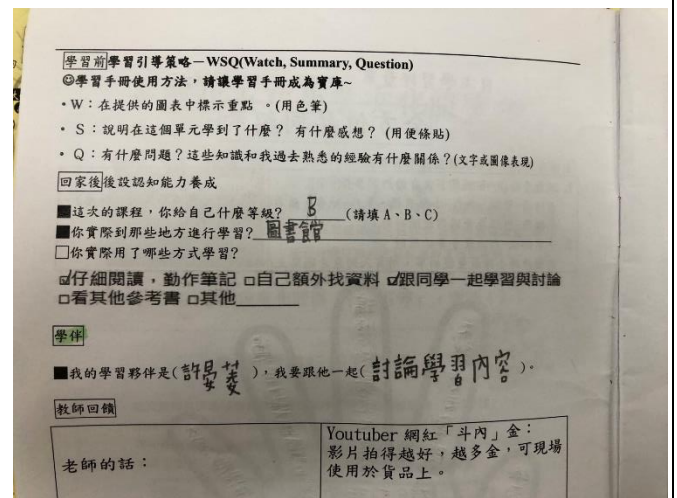 學習前學習引導策略－WSQ(Watch, Summary, Question)
☺學習手冊使用方法，請讓學習手冊成為寶庫~
•W：在提供的圖表中標示重點 。(用色筆)
• S：說明在這個單元學到了什麼？ 有什麼感想？ (用便條貼)
• Q：有什麼問題？這些知識和我過去熟悉的經驗有什麼關係？(文字或圖像表現)
回家後後設認知能力養成
■這次的課程，你給自己什麼等級？ B (請填 A、B、C)
■你實際到那些地方進行學習？ 圖書館
□你實際用了哪些方式學習？
☑仔細閱讀，勤作筆記 □自己額外找資料 ☑跟同學一起學習與討論
□看其他參考書 □其他______
學伴
■我的學習夥伴是(許晏菱)，我要跟他一起(討論學習內容)。
教師回饋
老師的話：
Youtuber 網紅「斗內」金：
影片拍得越好，越多金，可現場
使用於貨品上。